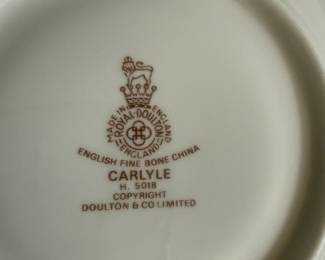 MADE IN ENGLAND
ROYAL DOULTON
ENGLAND
ENGLISH FINE BONE CHINA
CARLYLE
H. 5018
COPYRIGHT
DOULTON & CO LIMITED